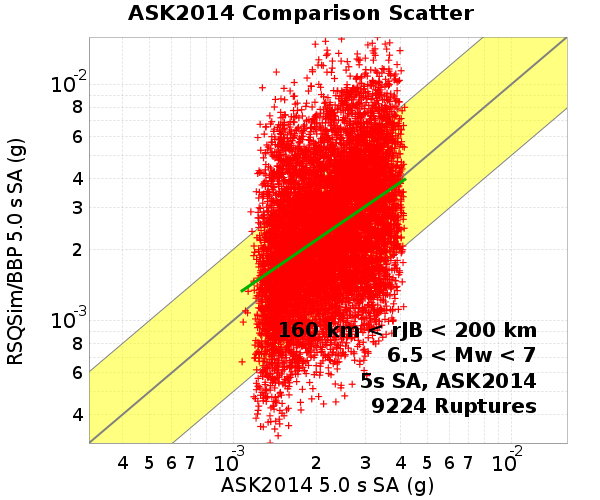 ASK2014 Comparison Scatter
RSQSim/BBP 5.0 s SA (g)
10-2
8
6
4
3
2
10-3
8
6
4
160 km < rJB < 200 km
6.5 < Mw < 7
5s SA, ASK2014
9224 Ruptures
4 5 6 7 10-3 2 3 4 5 6 7 10-2
ASK2014 5.0 s SA (g)